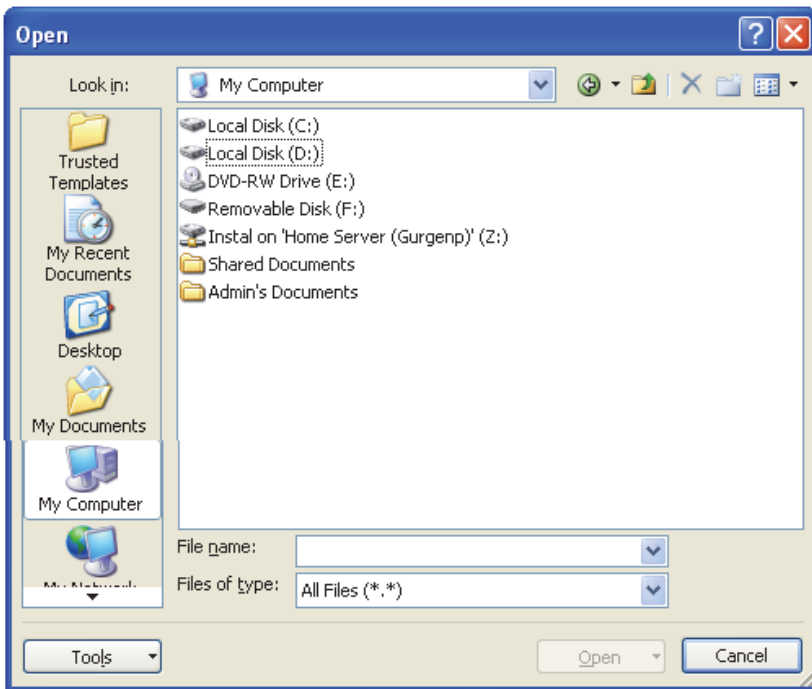 Open
Look in:
My Computer
Trusted
Templates
My Recent
Documents
Desktop
My Documents
My Computer
Local Disk (C:)
Local Disk (D:)
DVD-RW Drive (E:)
Removable Disk (F:)
Instal on 'Home Server (Gurgenp)' (Z:)
Shared Documents
Admin's Documents
File name:
Files of type:
All Files (*.*)
Tools
Open
Cancel